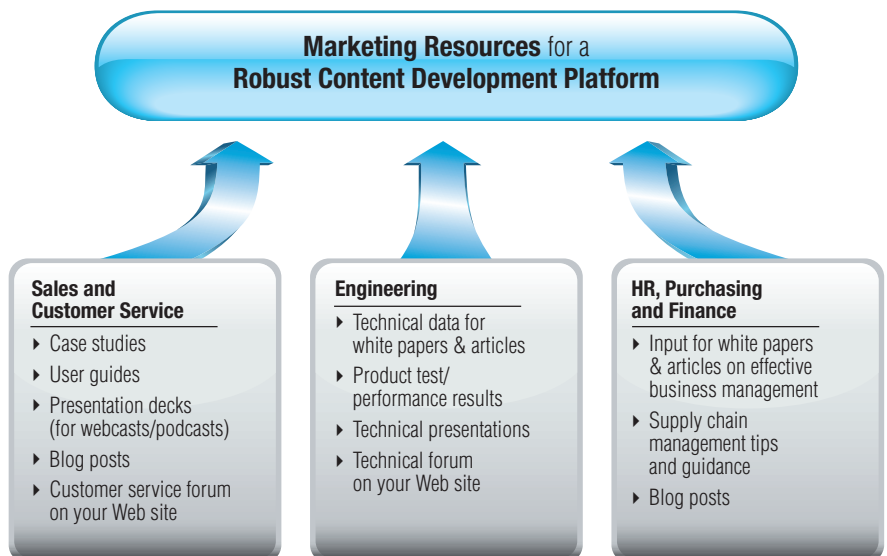 Marketing Resources for a
Robust Content Development Platform
Sales and
Customer Service
‣ Case studies
‣ User guides
‣ Presentation decks
(for webcasts/podcasts)
‣ Blog posts
‣ Customer service forum
on your Web site
Engineering
‣ Technical data for
white papers & articles
‣ Product test/
performance results
‣ Technical presentations
‣ Technical forum
on your Web site
HR, Purchasing
and Finance
‣ Input for white papers
& articles on effective
business management
‣ Supply chain
management tips
and guidance
‣ Blog posts